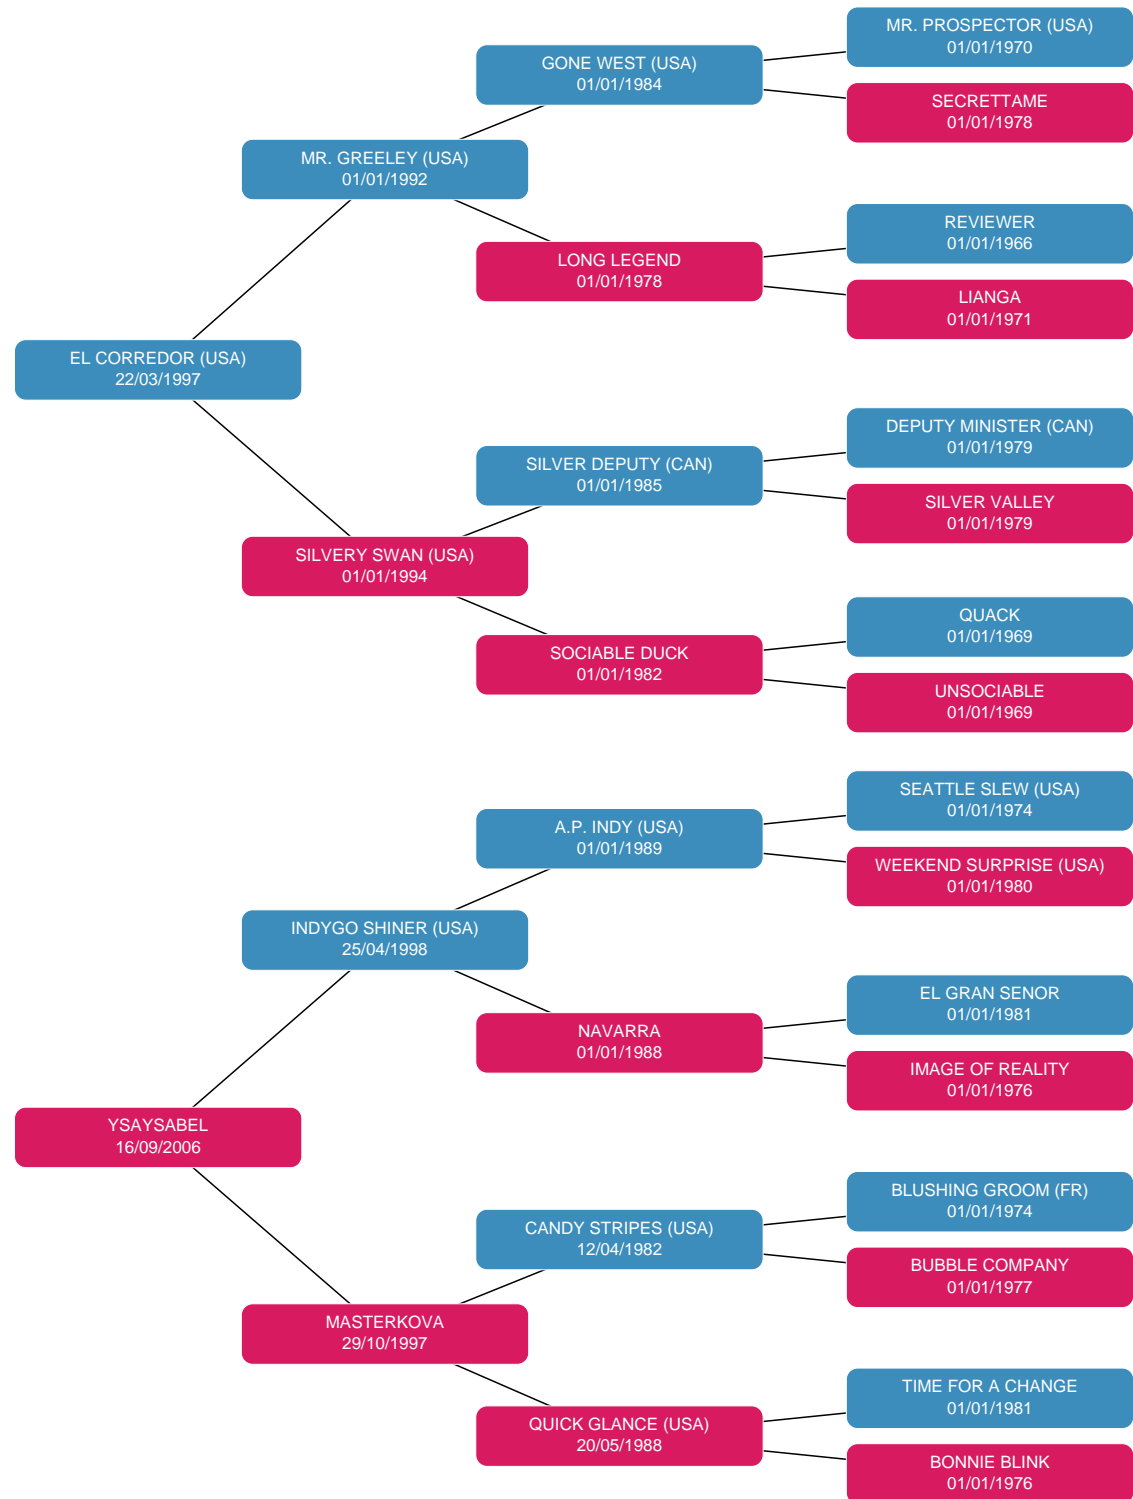 MR. PROSPECTOR (USA)
01/01/1970
GONE WEST (USA)
01/01/1984
SECRETTAME
01/01/1978
MR. GREELEY (USA)
01/01/1992
REVIEWER
01/01/1966
LONG LEGEND
01/01/1978
LIANGA
01/01/1971
EL CORREDOR (USA)
22/03/1997
DEPUTY MINISTER (CAN)
01/01/1979
SILVER DEPUTY (CAN)
01/01/1985
SILVER VALLEY
01/01/1979
SILVERY SWAN (USA)
01/01/1994
QUACK
01/01/1969
SOCIABLE DUCK
01/01/1982
UNSOCIABLE
01/01/1969
SEATTLE SLEW (USA)
01/01/1974
A.P. INDY (USA)
01/01/1989
WEEKEND SURPRISE (USA)
01/01/1980
INDYGO SHINER (USA)
25/04/1998
EL GRAN SENOR
01/01/1981
NAVARRA
01/01/1988
IMAGE OF REALITY
01/01/1976
YSAYSABEL
16/09/2006
BLUSHING GROOM (FR)
01/01/1974
CANDY STRIPES (USA)
12/04/1982
BUBBLE COMPANY
01/01/1977
MASTERKOVA
29/10/1997
TIME FOR A CHANGE
01/01/1981
QUICK GLANCE (USA)
20/05/1988
BONNIE BLINK
01/01/1976